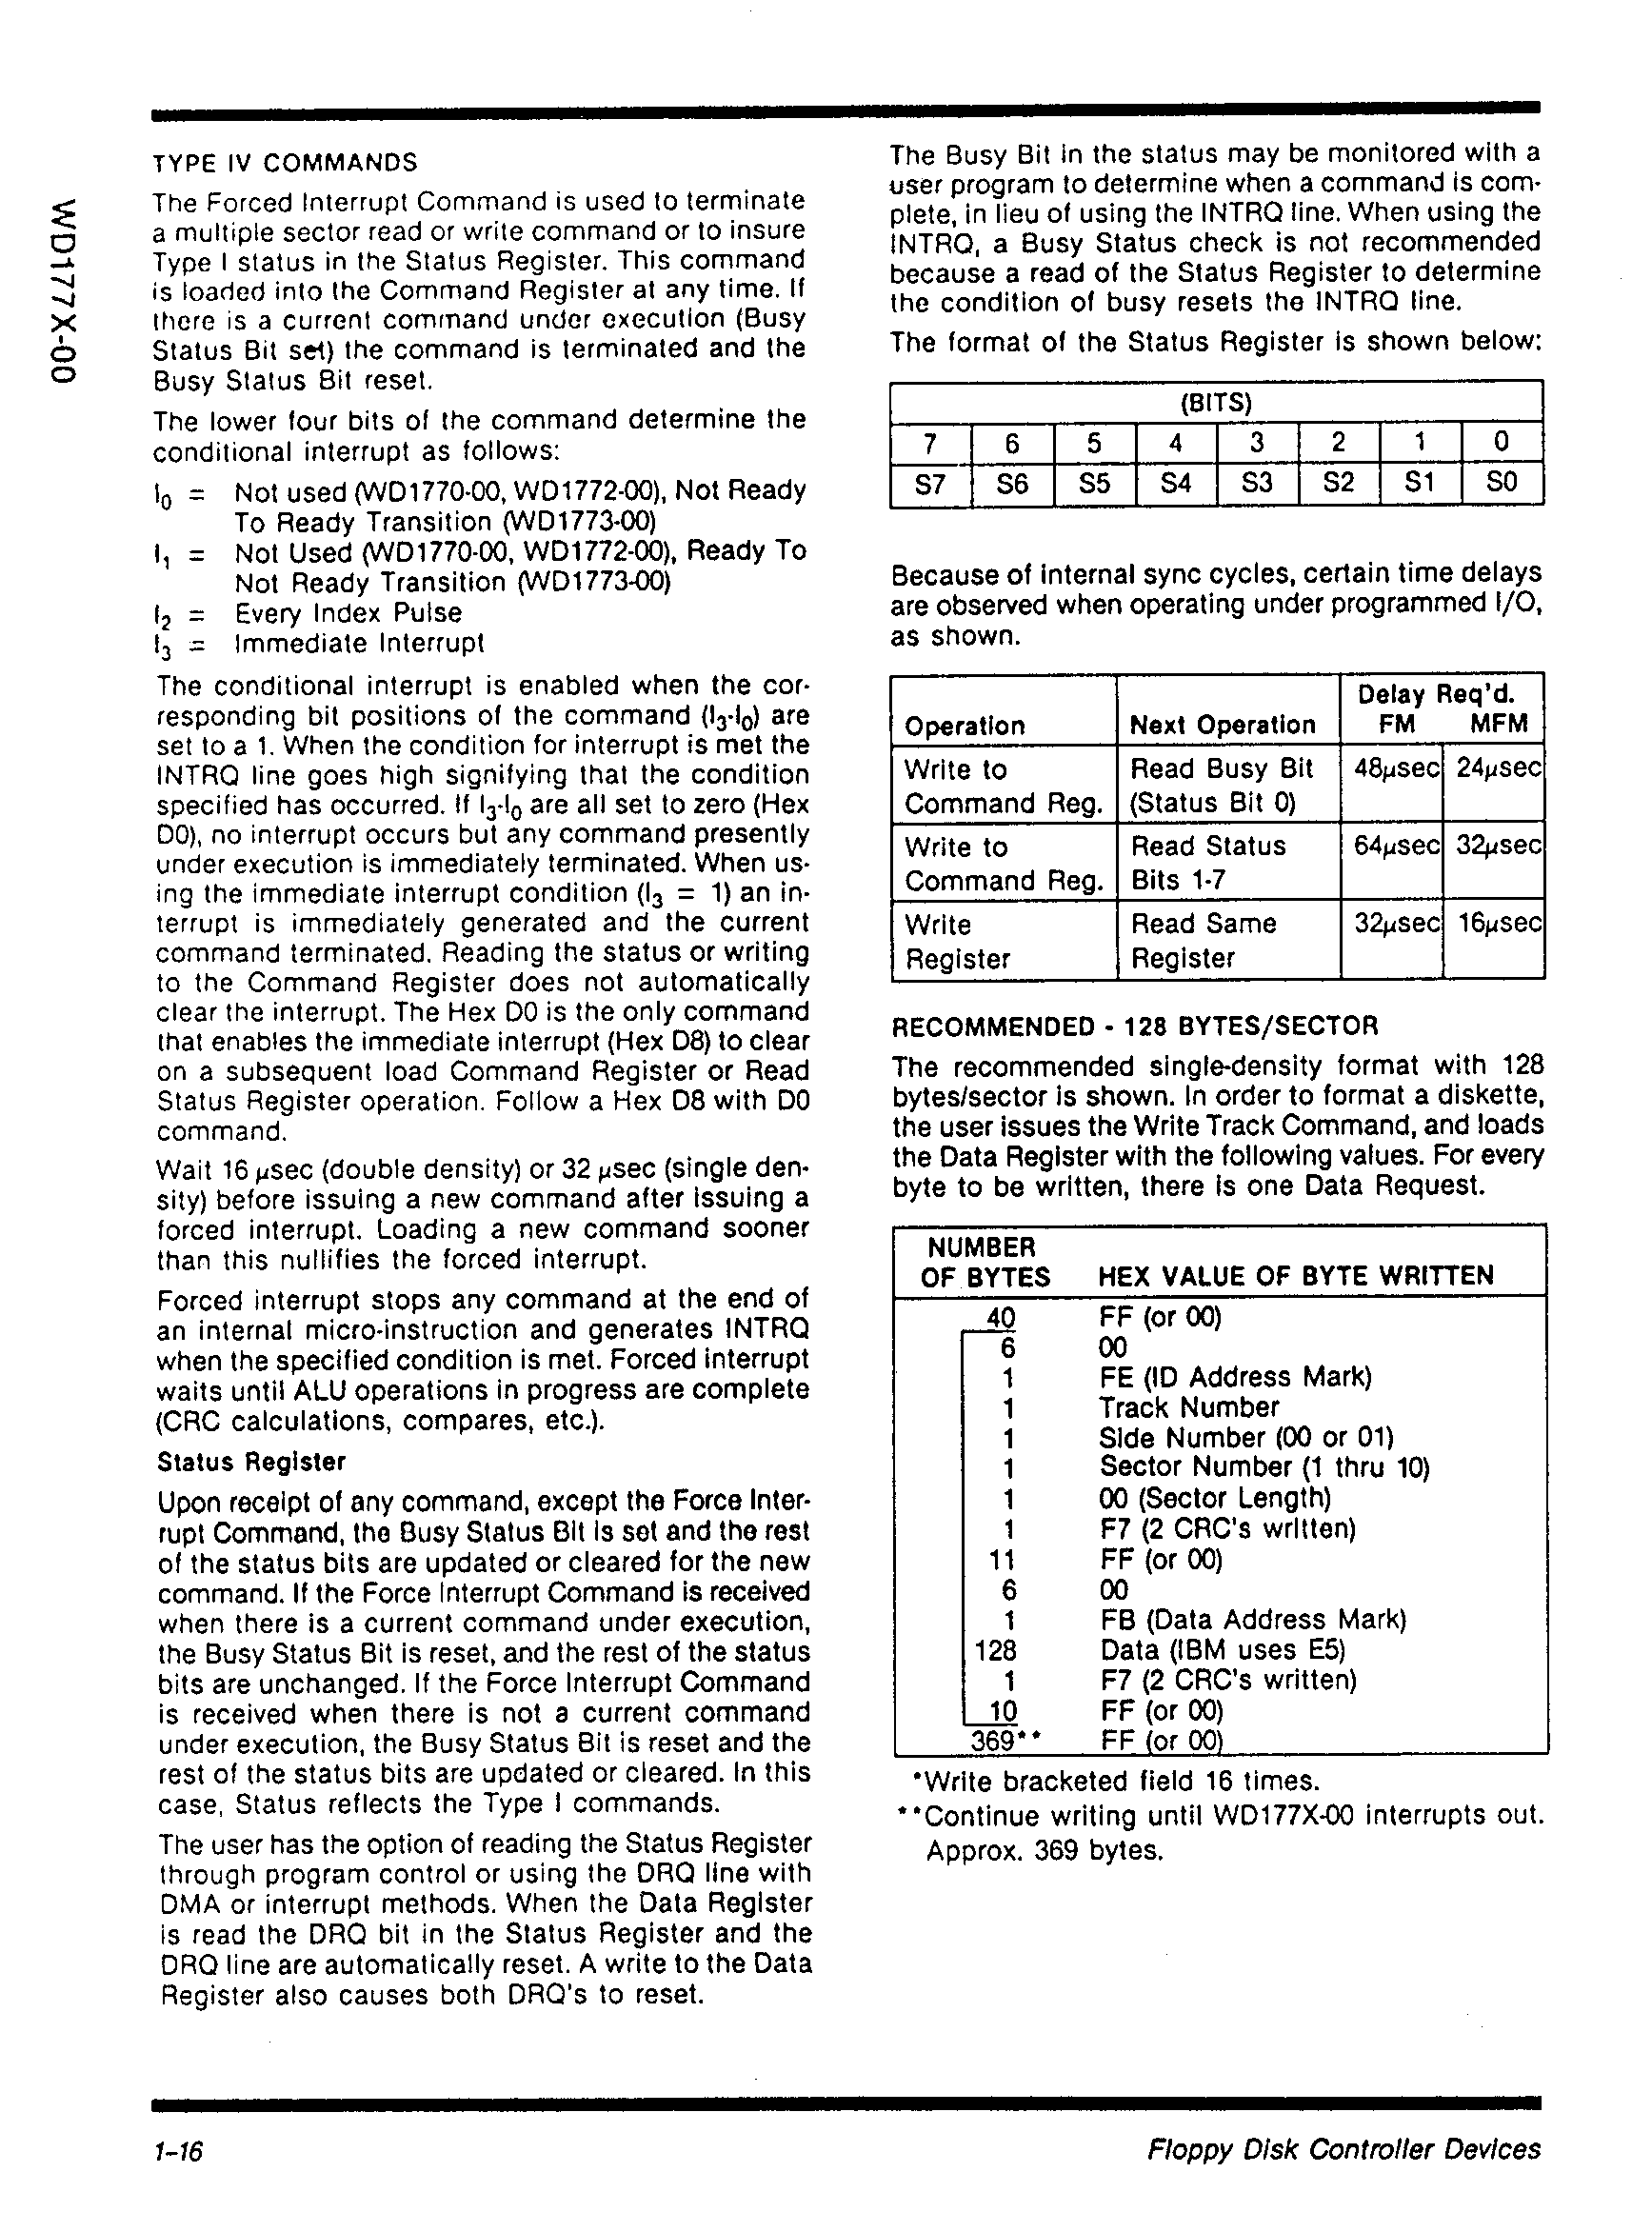 WD177X-00
TYPE IV COMMANDS
The Forced Interrupt Command is used to terminate
a multiple sector read or write command or to insure
Type I status in the Status Register. This command
is loaded into the Command Register at any time. If
there is a current command under execution (Busy
Status Bit set) the command is terminated and the
Busy Status Bit reset.
The lower four bits of the command determine the
conditional interrupt as follows:
I0 = Not used (WD1770-00, WD1772-00), Not Ready
To Ready Transition (WD1773-00)
I1 = Not Used (WD1770-00, WD1772-00), Ready To
Not Ready Transition (WD1773-00)
I2 = Every Index Pulse
I3 = Immediate Interrupt
The conditional interrupt is enabled when the cor-
responding bit positions of the command (I3-I0) are
set to a 1. When the condition for interrupt is met the
INTRQ line goes high signifying that the condition
specified has occurred. If I3-I0 are all set to zero (Hex
D0), no interrupt occurs but any command presently
under execution is immediately terminated. When us-
ing the immediate interrupt condition (I3 = 1) an in-
terrupt is immediately generated and the current
command terminated. Reading the status or writing
to the Command Register does not automatically
clear the interrupt. The Hex D0 is the only command
that enables the immediate interrupt (Hex D8) to clear
on a subsequent load Command Register or Read
Status Register operation. Follow a Hex D8 with D0
command.
Wait 16 µsec (double density) or 32 µsec (single den-
sity) before issuing a new command after issuing a
forced interrupt. Loading a new command sooner
than this nullifies the forced interrupt.
Forced interrupt stops any command at the end of
an internal micro-instruction and generates INTRQ
when the specified condition is met. Forced interrupt
waits until ALU operations in progress are complete
(CRC calculations, compares, etc.).
Status Register
Upon receipt of any command, except the Force Inter-
rupt Command, the Busy Status Bit is set and the rest
of the status bits are updated or cleared for the new
command. If the Force Interrupt Command is received
when there is a current command under execution,
the Busy Status Bit is reset, and the rest of the status
bits are unchanged. If the Force Interrupt Command
is received when there is not a current command
under execution, the Busy Status Bit is reset and the
rest of the status bits are updated or cleared. In this
case, Status reflects the Type I commands.
The user has the option of reading the Status Register
through program control or using the DRQ line with
DMA or interrupt methods. When the Data Register
is read the DRQ bit in the Status Register and the
DRQ line are automatically reset. A write to the Data
Register also causes both DRQ's to reset.
The Busy Bit in the status may be monitored with a
user program to determine when a command is com-
plete, in lieu of using the INTRQ line. When using the
INTRQ, a Busy Status check is not recommended
because a read of the Status Register to determine
the condition of busy resets the INTRQ line.
The format of the Status Register is shown below:
(BITS)
7 6 5 4 3 2 1 0
S7 S6 S5 S4 S3 S2 S1 S0
Because of internal sync cycles, certain time delays
are observed when operating under programmed I/O,
as shown.
Delay Req'd.
Operation Next Operation FM MFM
Write to Read Busy Bit 48µsec 24µsec
Command Reg. (Status Bit 0)
Write to Read Status 64µsec 32µsec
Command Reg. Bits 1-7
Write Read Same 32µsec 16µsec
Register Register
RECOMMENDED - 128 BYTES/SECTOR
The recommended single-density format with 128
bytes/sector is shown. In order to format a diskette,
the user issues the Write Track Command, and loads
the Data Register with the following values. For every
byte to be written, there is one Data Request.
NUMBER
OF BYTES HEX VALUE OF BYTE WRITTEN
40 FF (or 00)
6 00
1 FE (ID Address Mark)
1 Track Number
1 Side Number (00 or 01)
1 Sector Number (1 thru 10)
1 00 (Sector Length)
1 F7 (2 CRC's written)
11 FF (or 00)
6 00
1 FB (Data Address Mark)
128 Data (IBM uses E5)
1 F7 (2 CRC's written)
10 FF (or 00)
369** FF (or 00)
*Write bracketed field 16 times.
**Continue writing until WD177X-00 interrupts out.
Approx. 369 bytes.
1-16
Floppy Disk Controller Devices